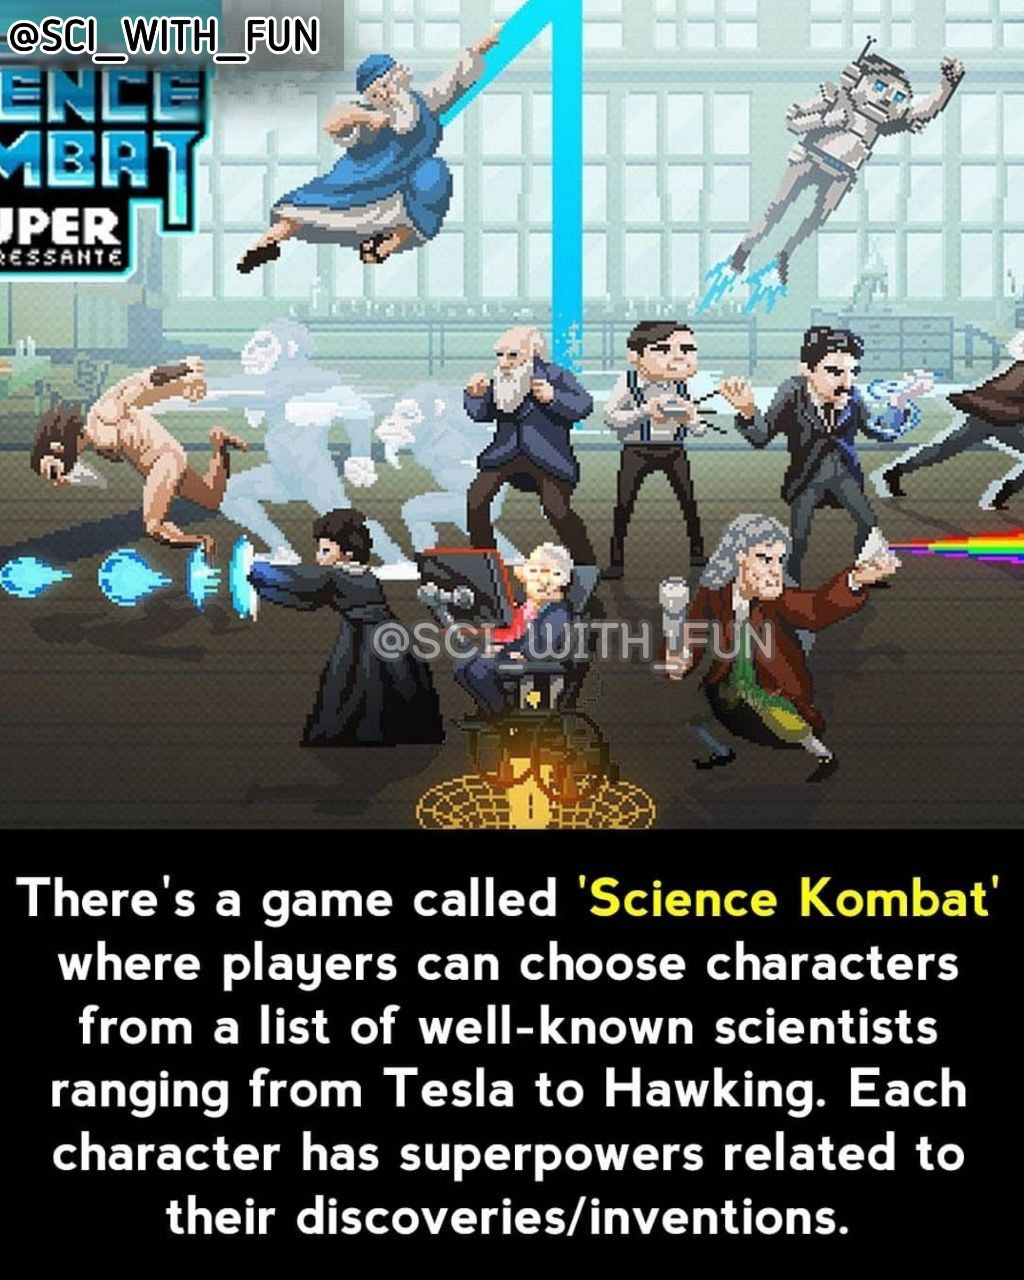 @SCI_WITH_FUN
ENCE
MBAT
UPER
RESSANTE
@SCI_WITH_FUN
There's a game called 'Science Kombat'
where players can choose characters
from a list of well-known scientists
ranging from Tesla to Hawking. Each
character has superpowers related to
their discoveries/inventions.